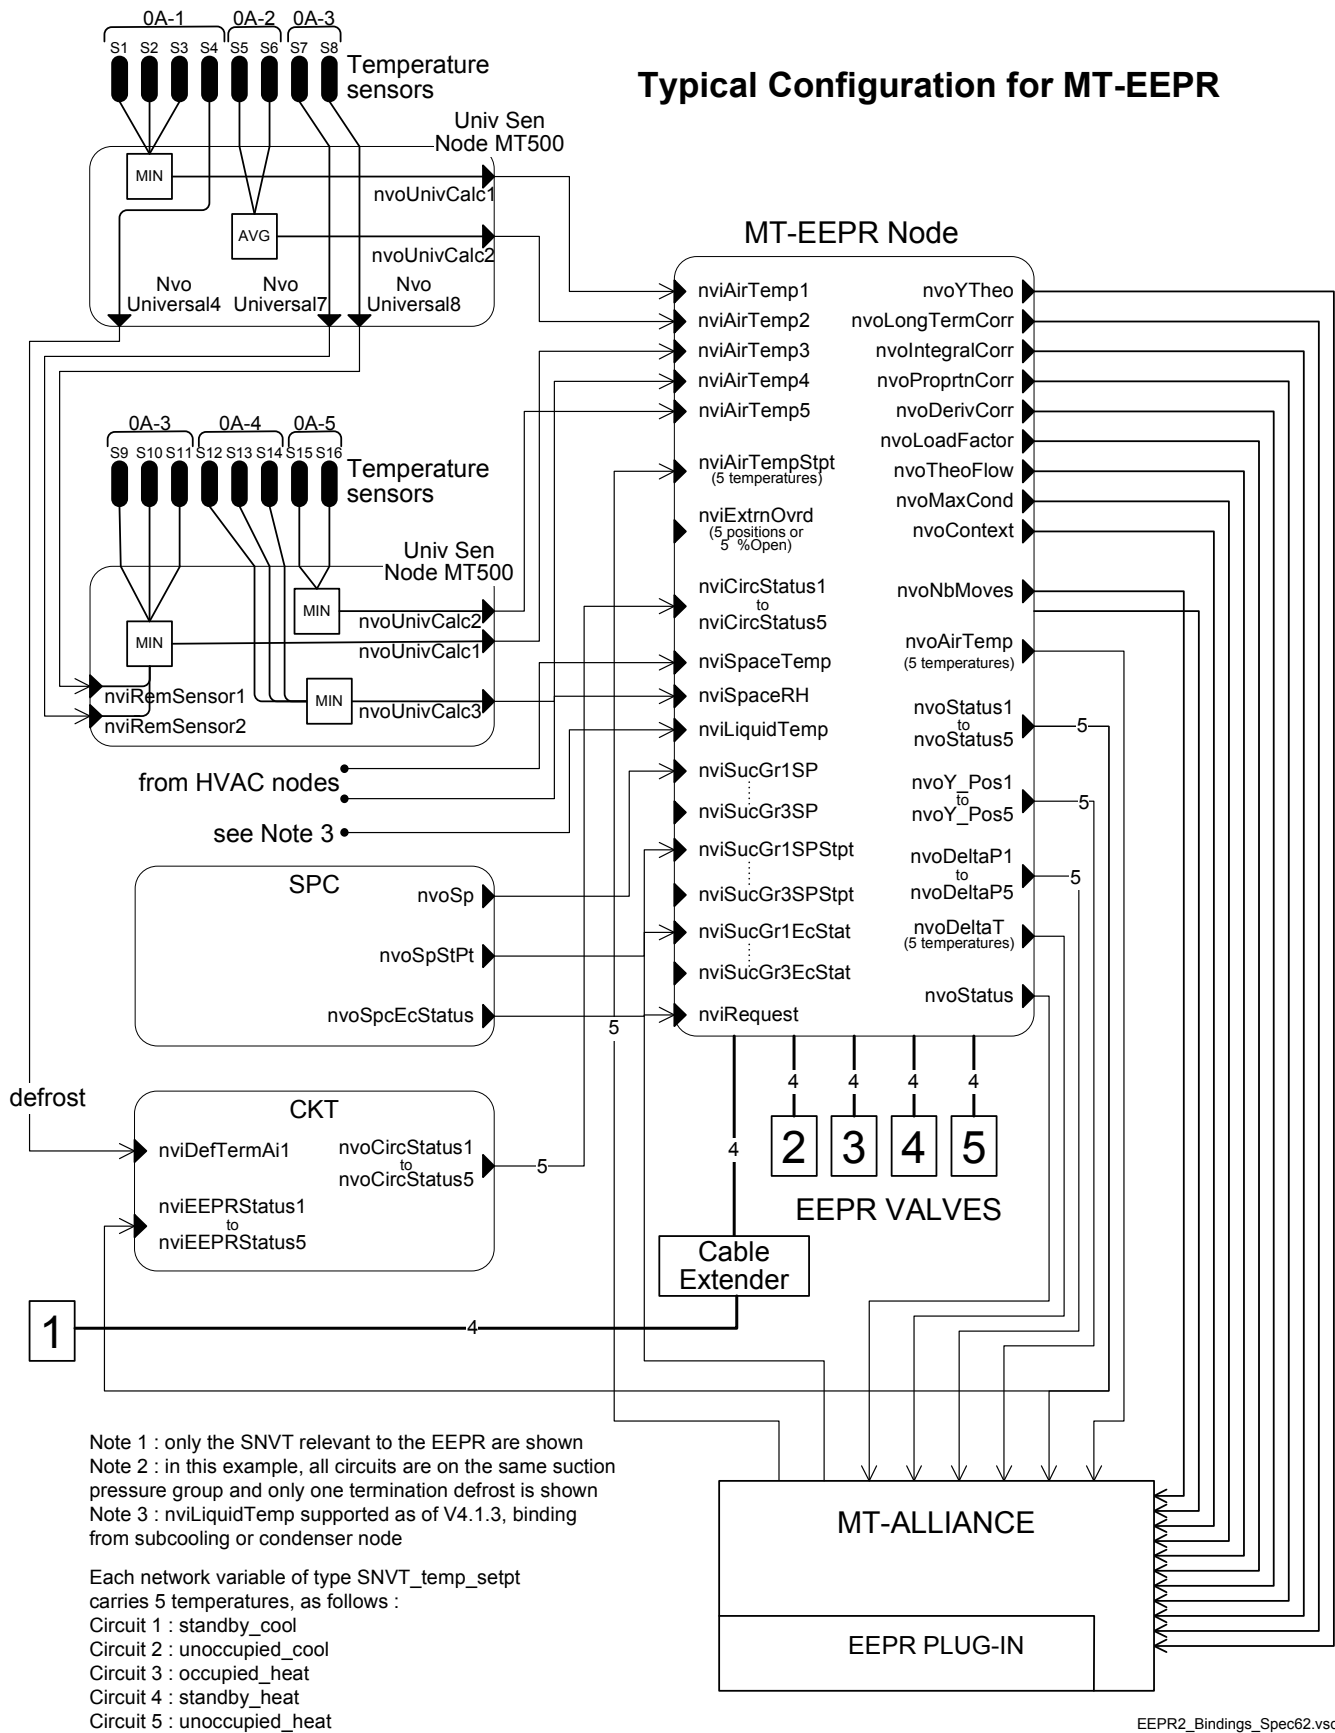 Typical Configuration for MT-EEPR
0A-1 0A-2 0A-3
S1 S2 S3 S4 S5 S6 S7 S8
Temperature
sensors
Univ Sen
Node MT500
MIN
nvoUnivCalc1
AVG
nvoUnivCalc2
Nvo
Universal4
Nvo
Universal7
Nvo
Universal8
0A-3 0A-4 0A-5
S9 S10 S11 S12 S13 S14 S15 S16
Temperature
sensors
Univ Sen
Node MT500
MIN
nvoUnivCalc2
MIN
nvoUnivCalc1
MIN
nvoUnivCalc3
nviRemSensor1
nviRemSensor2
from HVAC nodes
see Note 3
SPC
nvoSp
nvoSpStPt
nvoSpcEcStatus
defrost
CKT
nviDefTermAi1
nviEEPRStatus1
to
nviEEPRStatus5
nvoCircStatus1
to
nvoCircStatus5
5
MT-EEPR Node
nviAirTemp1
nviAirTemp2
nviAirTemp3
nviAirTemp4
nviAirTemp5
nviAirTempStpt
(5 temperatures)
nviExtrnOvrd
(5 positions or
5 %Open)
nviCircStatus1
to
nviCircStatus5
nviSpaceTemp
nviSpaceRH
nviLiquidTemp
nviSucGr1SP
nviSucGr3SP
nviSucGr1SPStpt
nviSucGr3SPStpt
nviSucGr1EcStat
nviSucGr3EcStat
nviRequest
5
nvoYTheo
nvoLongTermCorr
nvoIntegralCorr
nvoProprtnCorr
nvoDerivCorr
nvoLoadFactor
nvoTheoFlow
nvoMaxCond
nvoContext
nvoNbMoves
nvoAirTemp
(5 temperatures)
nvoStatus1
to
nvoStatus5
5
nvoY_Pos1
to
nvoY_Pos5
5
nvoDeltaP1
to
nvoDeltaP5
5
nvoDeltaT
(5 temperatures)
nvoStatus
4 4 4 4
4
2 3 4 5
EEPR VALVES
Cable
Extender
1
4
Note 1 : only the SNVT relevant to the EEPR are shown
Note 2 : in this example, all circuits are on the same suction
pressure group and only one termination defrost is shown
Note 3 : nviLiquidTemp supported as of V4.1.3, binding
from subcooling or condenser node
Each network variable of type SNVT_temp_setpt
carries 5 temperatures, as follows :
Circuit 1 : standby_cool
Circuit 2 : unoccupied_cool
Circuit 3 : occupied_heat
Circuit 4 : standby_heat
Circuit 5 : unoccupied_heat
MT-ALLIANCE
EEPR PLUG-IN
EEPR2_Bindings_Spec62.vsd